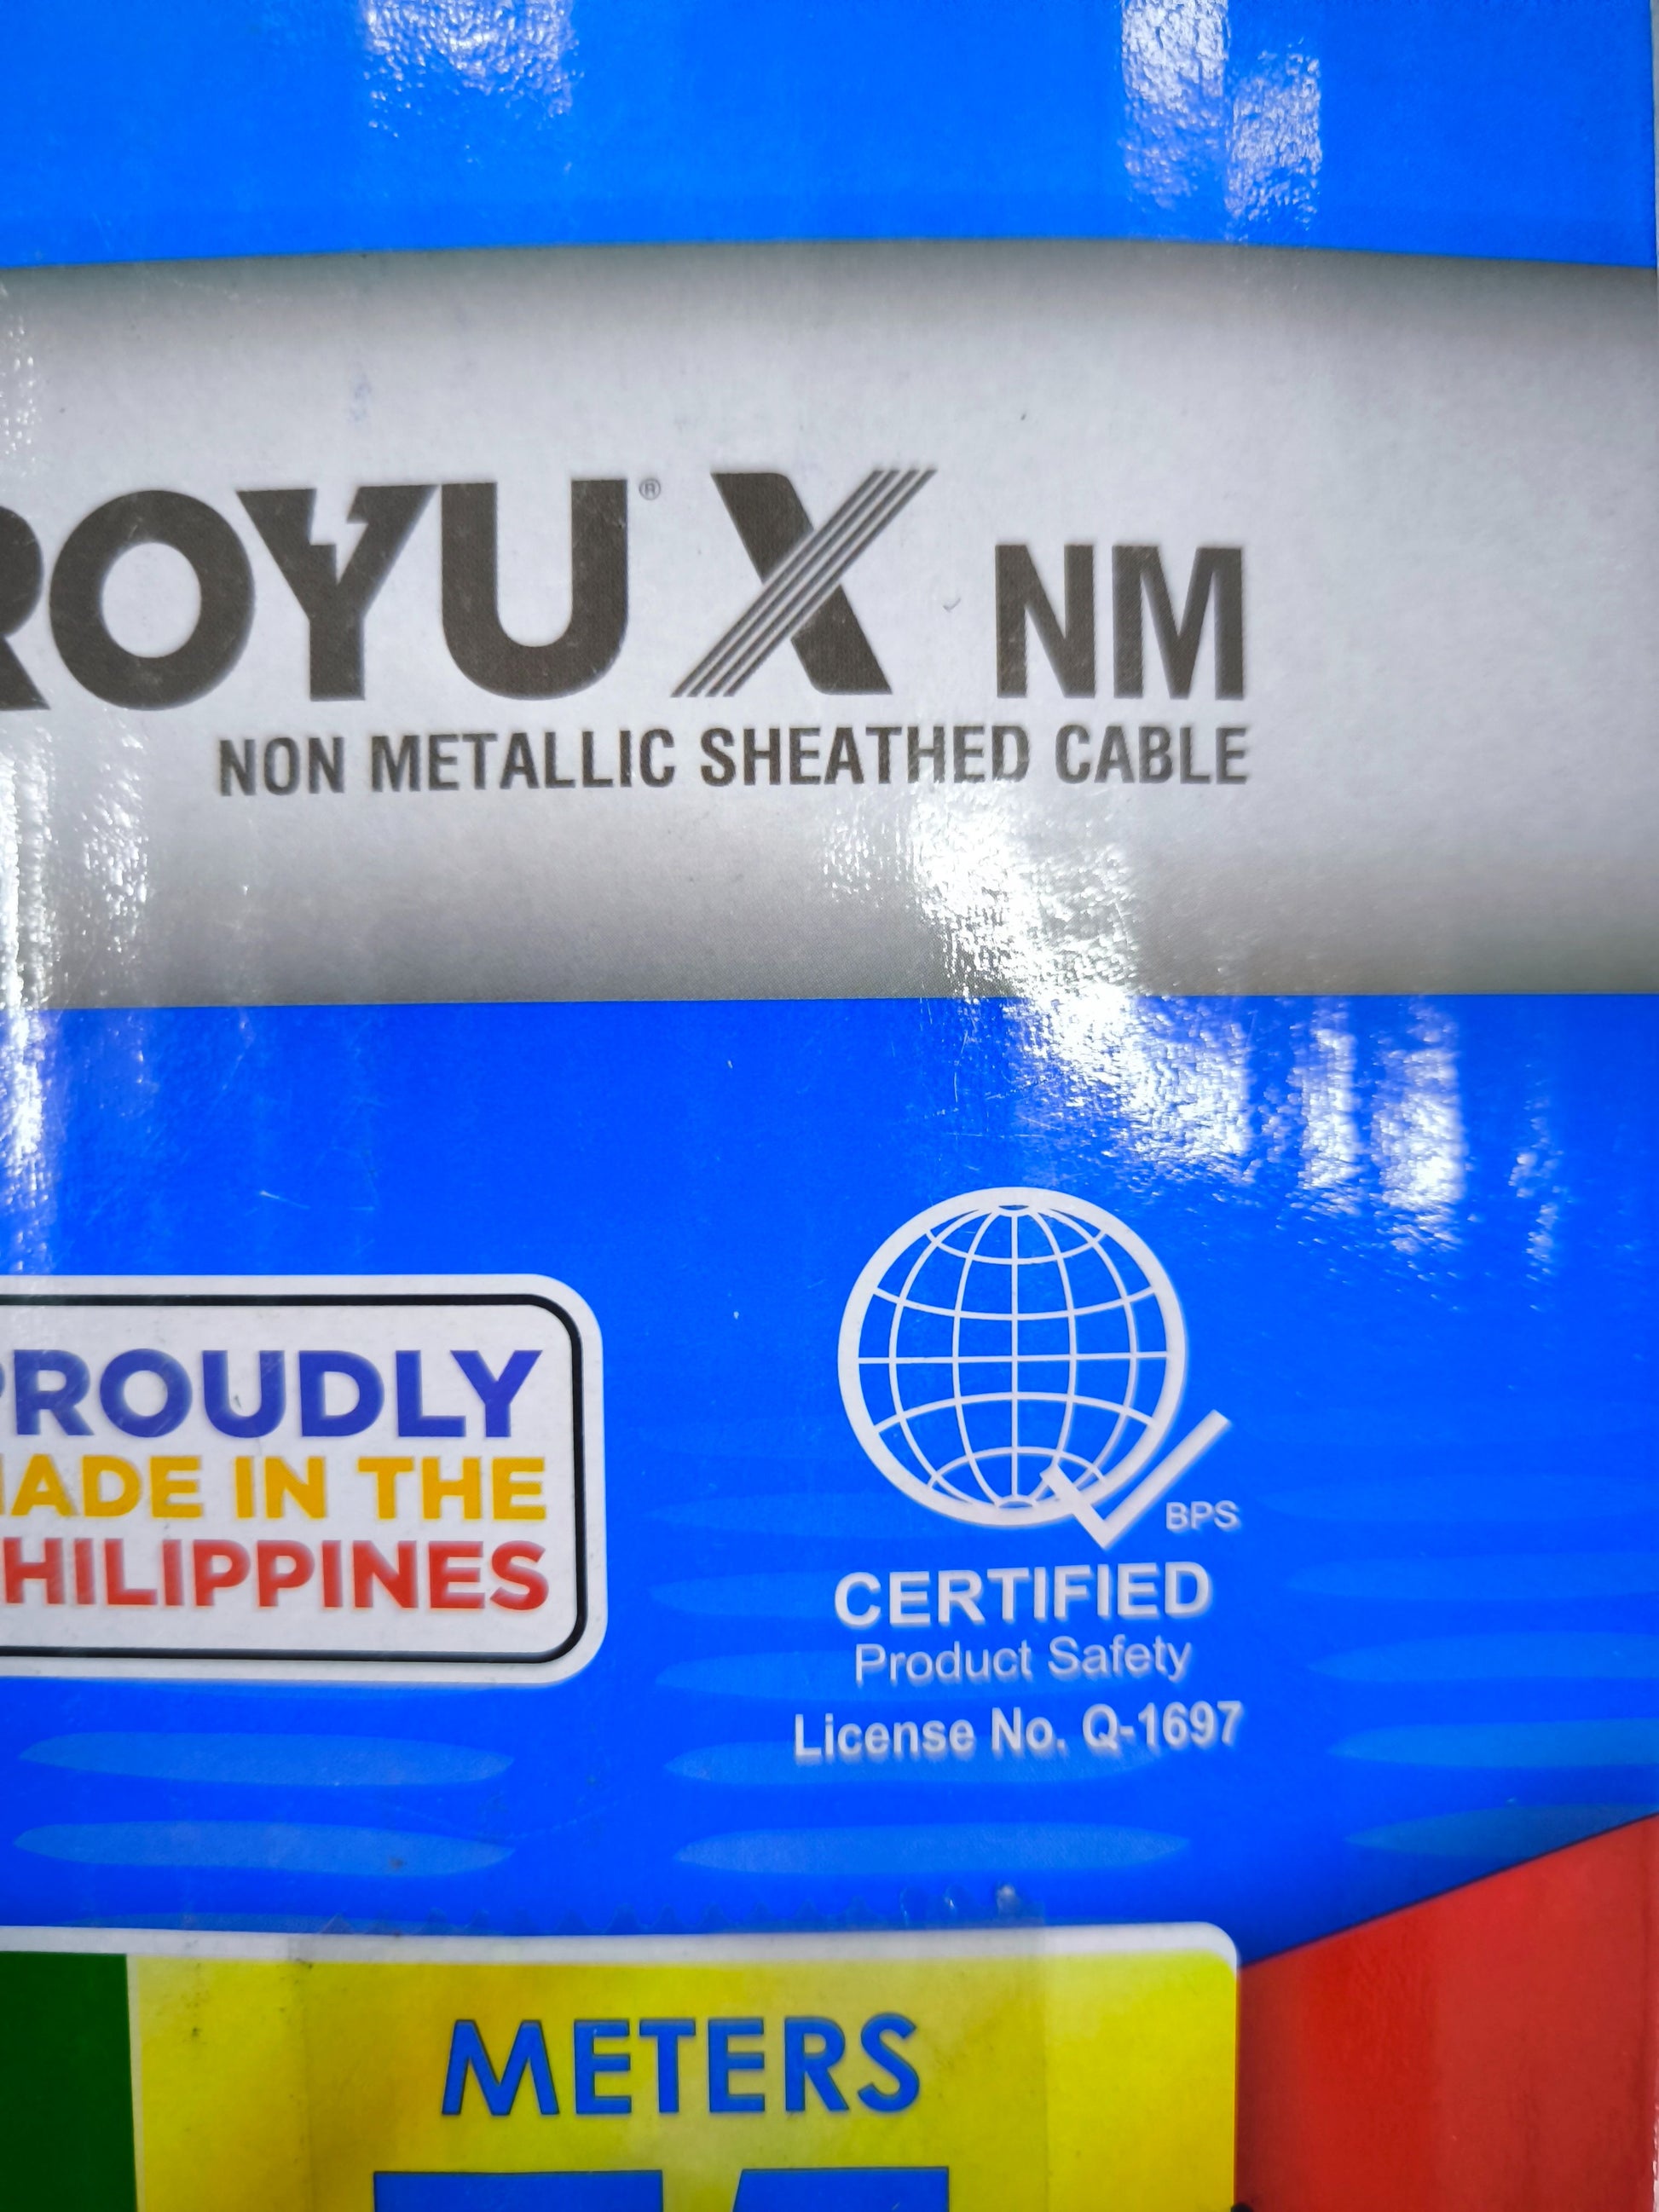 ROYU® X NM
NON METALLIC SHEATHED CABLE
PROUDLY
MADE IN THE
PHILIPPINES
BPS
CERTIFIED
Product Safety
License No. Q-1697
METERS